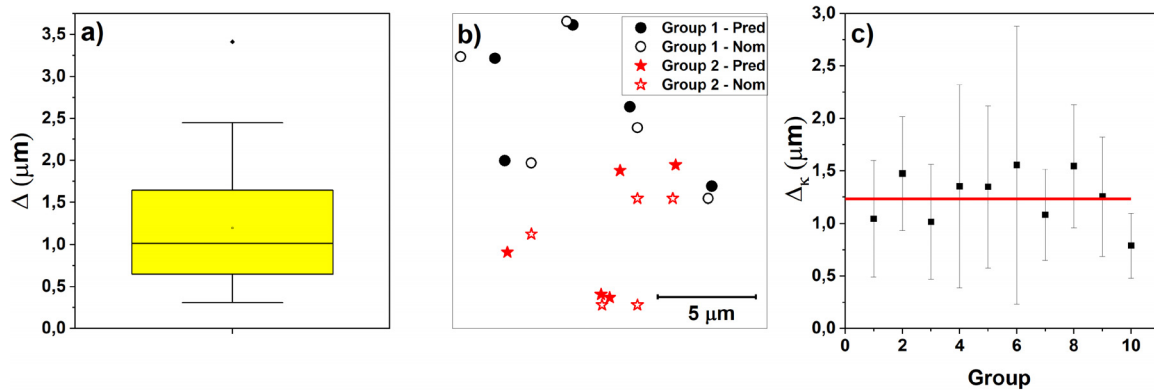 a)
Δ (μm)
3,5
3,0
2,5
2,0
1,5
1,0
0,5
0,0
b)
Group 1 - Pred
Group 1 - Nom
Group 2 - Pred
Group 2 - Nom
5 μm
c)
Δκ (μm)
3,0
2,5
2,0
1,5
1,0
0,5
0,0
0 2 4 6 8 10
Group